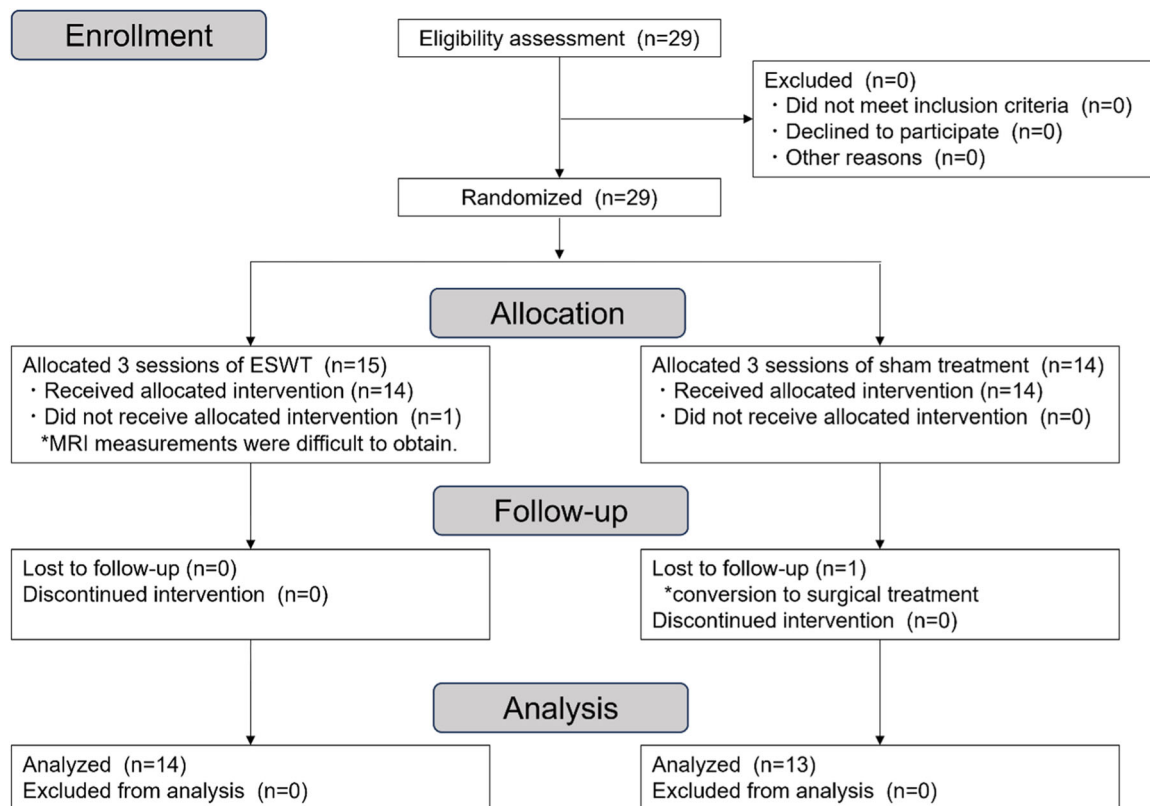 Enrollment
Eligibility assessment (n=29)
Excluded (n=0)
・Did not meet inclusion criteria (n=0)
・Declined to participate (n=0)
・Other reasons (n=0)
Randomized (n=29)
Allocation
Allocated 3 sessions of ESWT (n=15)
・Received allocated intervention (n=14)
・Did not receive allocated intervention (n=1)
*MRI measurements were difficult to obtain.
Allocated 3 sessions of sham treatment (n=14)
・Received allocated intervention (n=14)
・Did not receive allocated intervention (n=0)
Follow-up
Lost to follow-up (n=0)
Discontinued intervention (n=0)
Lost to follow-up (n=1)
*conversion to surgical treatment
Discontinued intervention (n=0)
Analysis
Analyzed (n=14)
Excluded from analysis (n=0)
Analyzed (n=13)
Excluded from analysis (n=0)